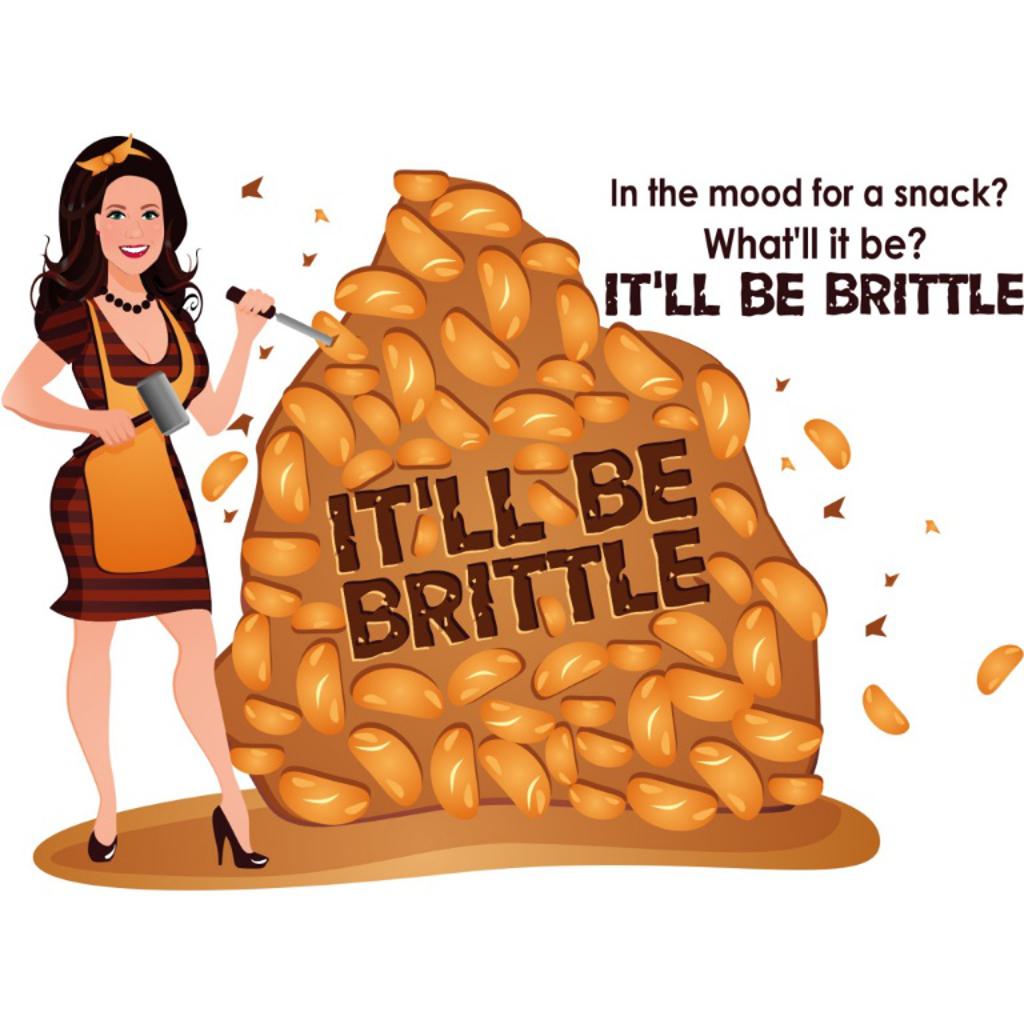 In the mood for a snack?
What'll it be?
IT'LL BE BRITTLE
IT'LL BE
BRITTLE